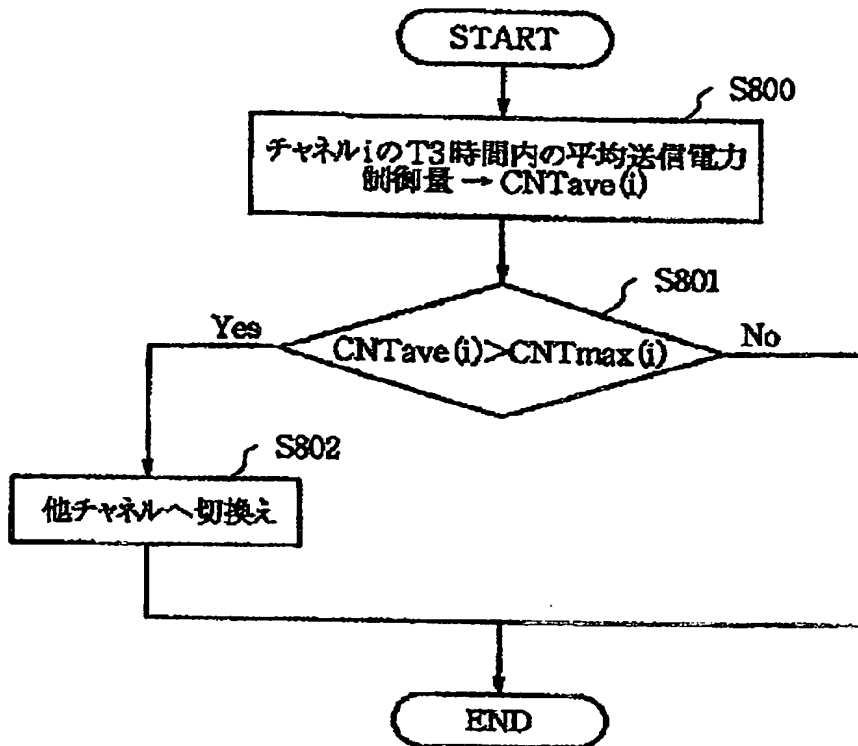 START
S800
チャネルiのT3時間内の平均送信電力
制御量→CNTave(i)
S801
Yes
CNTave(i)>CNTmax(i)
No
S802
他チャネルへ切換え
END